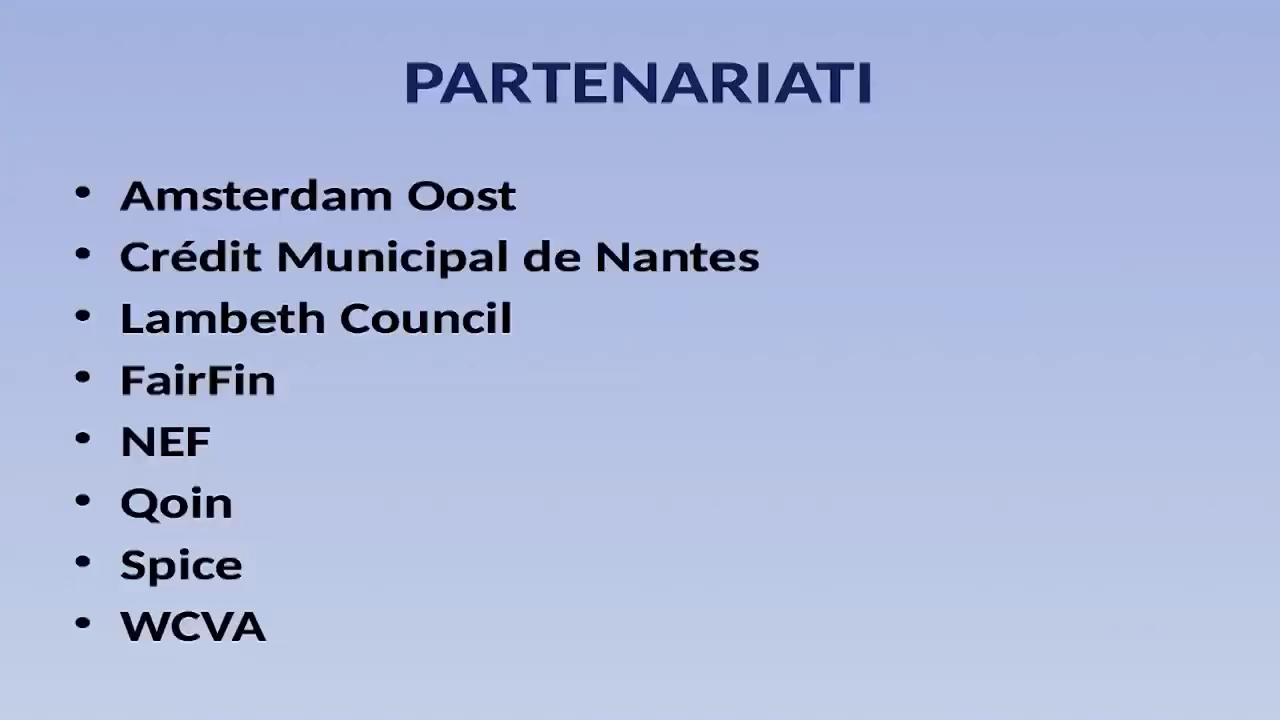 PARTENARIATI
• Amsterdam Oost
• Crédit Municipal de Nantes
• Lambeth Council
• FairFin
• NEF
• Qoin
• Spice
• WCVA